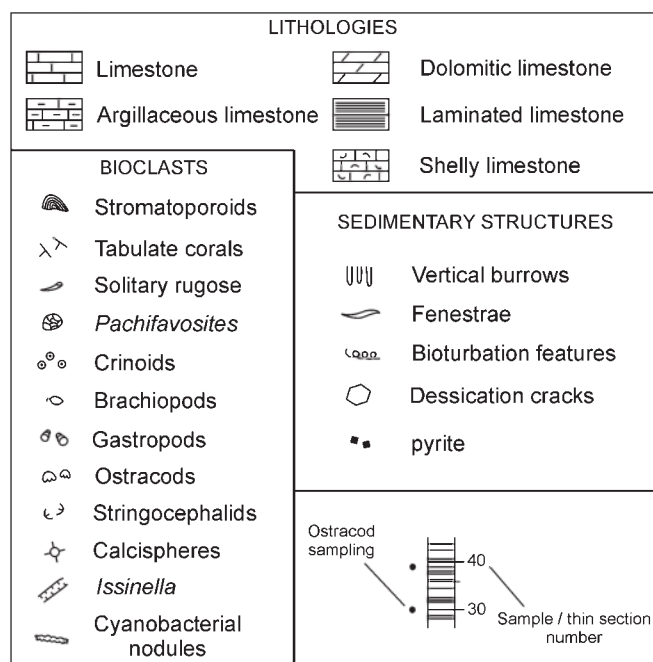 LITHOLOGIES
Limestone
Dolomitic limestone
Argillaceous limestone
Laminated limestone
Shelly limestone
BIOCLASTS
Stromatoporoids
Tabulate corals
Solitary rugose
Pachifavosites
Crinoids
Brachiopods
Gastropods
Ostracods
Stringocephalids
Calcispheres
Issinella
Cyanobacterial
nodules
SEDIMENTARY STRUCTURES
Vertical burrows
Fenestrae
Bioturbation features
Dessication cracks
pyrite
Ostracod
sampling
40
30
Sample / thin section
number